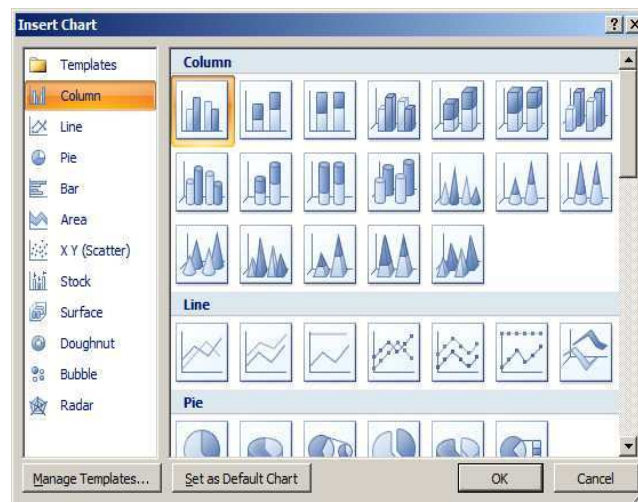 Insert Chart
Templates
Column
Line
Pie
Bar
Area
X Y (Scatter)
Stock
Surface
Doughnut
Bubble
Radar
Column
Line
Pie
Manage Templates...
Set as Default Chart
OK
Cancel